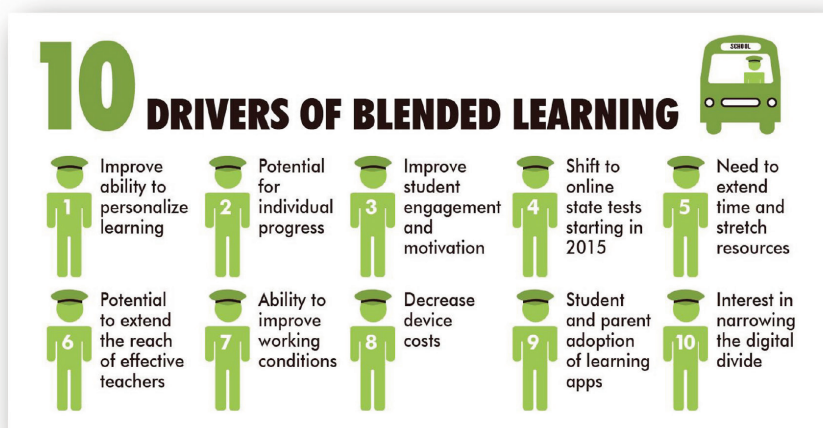 SCHOOL
10 DRIVERS OF BLENDED LEARNING
1
Improve
ability to
personalize
learning
2
Potential
for
individual
progress
3
Improve
student
engagement
and
motivation
4
Shift to
online
state tests
starting in
2015
5
Need to
extend
time and
stretch
resources
6
Potential
to extend
the reach
of effective
teachers
7
Ability to
improve
working
conditions
8
Decrease
device
costs
9
Student
and parent
adoption
of learning
apps
10
Interest in
narrowing
the digital
divide